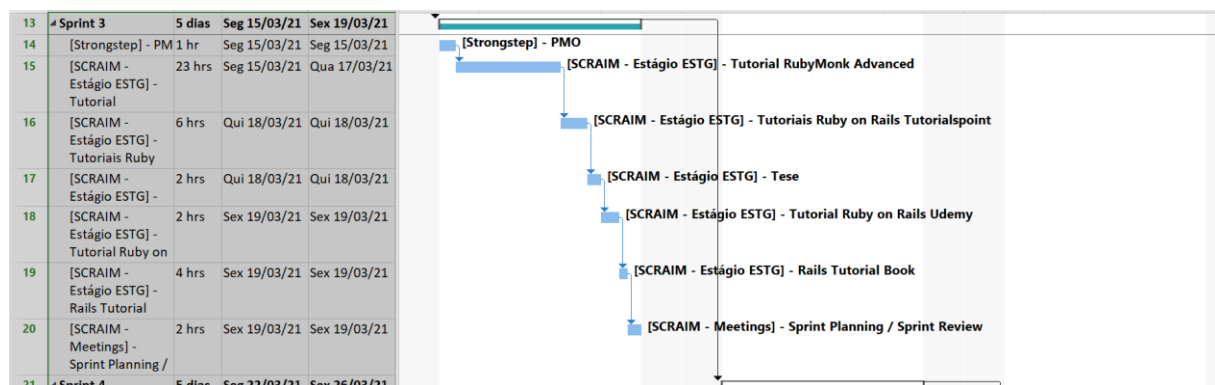 13 Sprint 3 5 dias Seg 15/03/21 Sex 19/03/21
14 [Strongstep] - PM 1 hr Seg 15/03/21 Seg 15/03/21 [Strongstep] - PMO
15 [SCRAIM - 23 hrs Seg 15/03/21 Qua 17/03/21 [SCRAIM - Estágio ESTG] - Tutorial RubyMonk Advanced
Estágio ESTG] -
Tutorial
16 [SCRAIM - 6 hrs Qui 18/03/21 Qui 18/03/21 [SCRAIM - Estágio ESTG] - Tutoriais Ruby on Rails Tutorialspoint
Estágio ESTG] -
Tutoriais Ruby
17 [SCRAIM - 2 hrs Qui 18/03/21 Qui 18/03/21 [SCRAIM - Estágio ESTG] - Tese
Estágio ESTG] -
18 [SCRAIM - 2 hrs Sex 19/03/21 Sex 19/03/21 [SCRAIM - Estágio ESTG] - Tutorial Ruby on Rails Udemy
Estágio ESTG] -
Tutorial Ruby on
19 [SCRAIM - 4 hrs Sex 19/03/21 Sex 19/03/21 [SCRAIM - Estágio ESTG] - Rails Tutorial Book
Estágio ESTG] -
Rails Tutorial
20 [SCRAIM - 2 hrs Sex 19/03/21 Sex 19/03/21 [SCRAIM - Meetings] - Sprint Planning / Sprint Review
Meetings] -
Sprint Planning /
21 Sprint 4 5 dias Seg 22/03/21 Sex 26/03/21